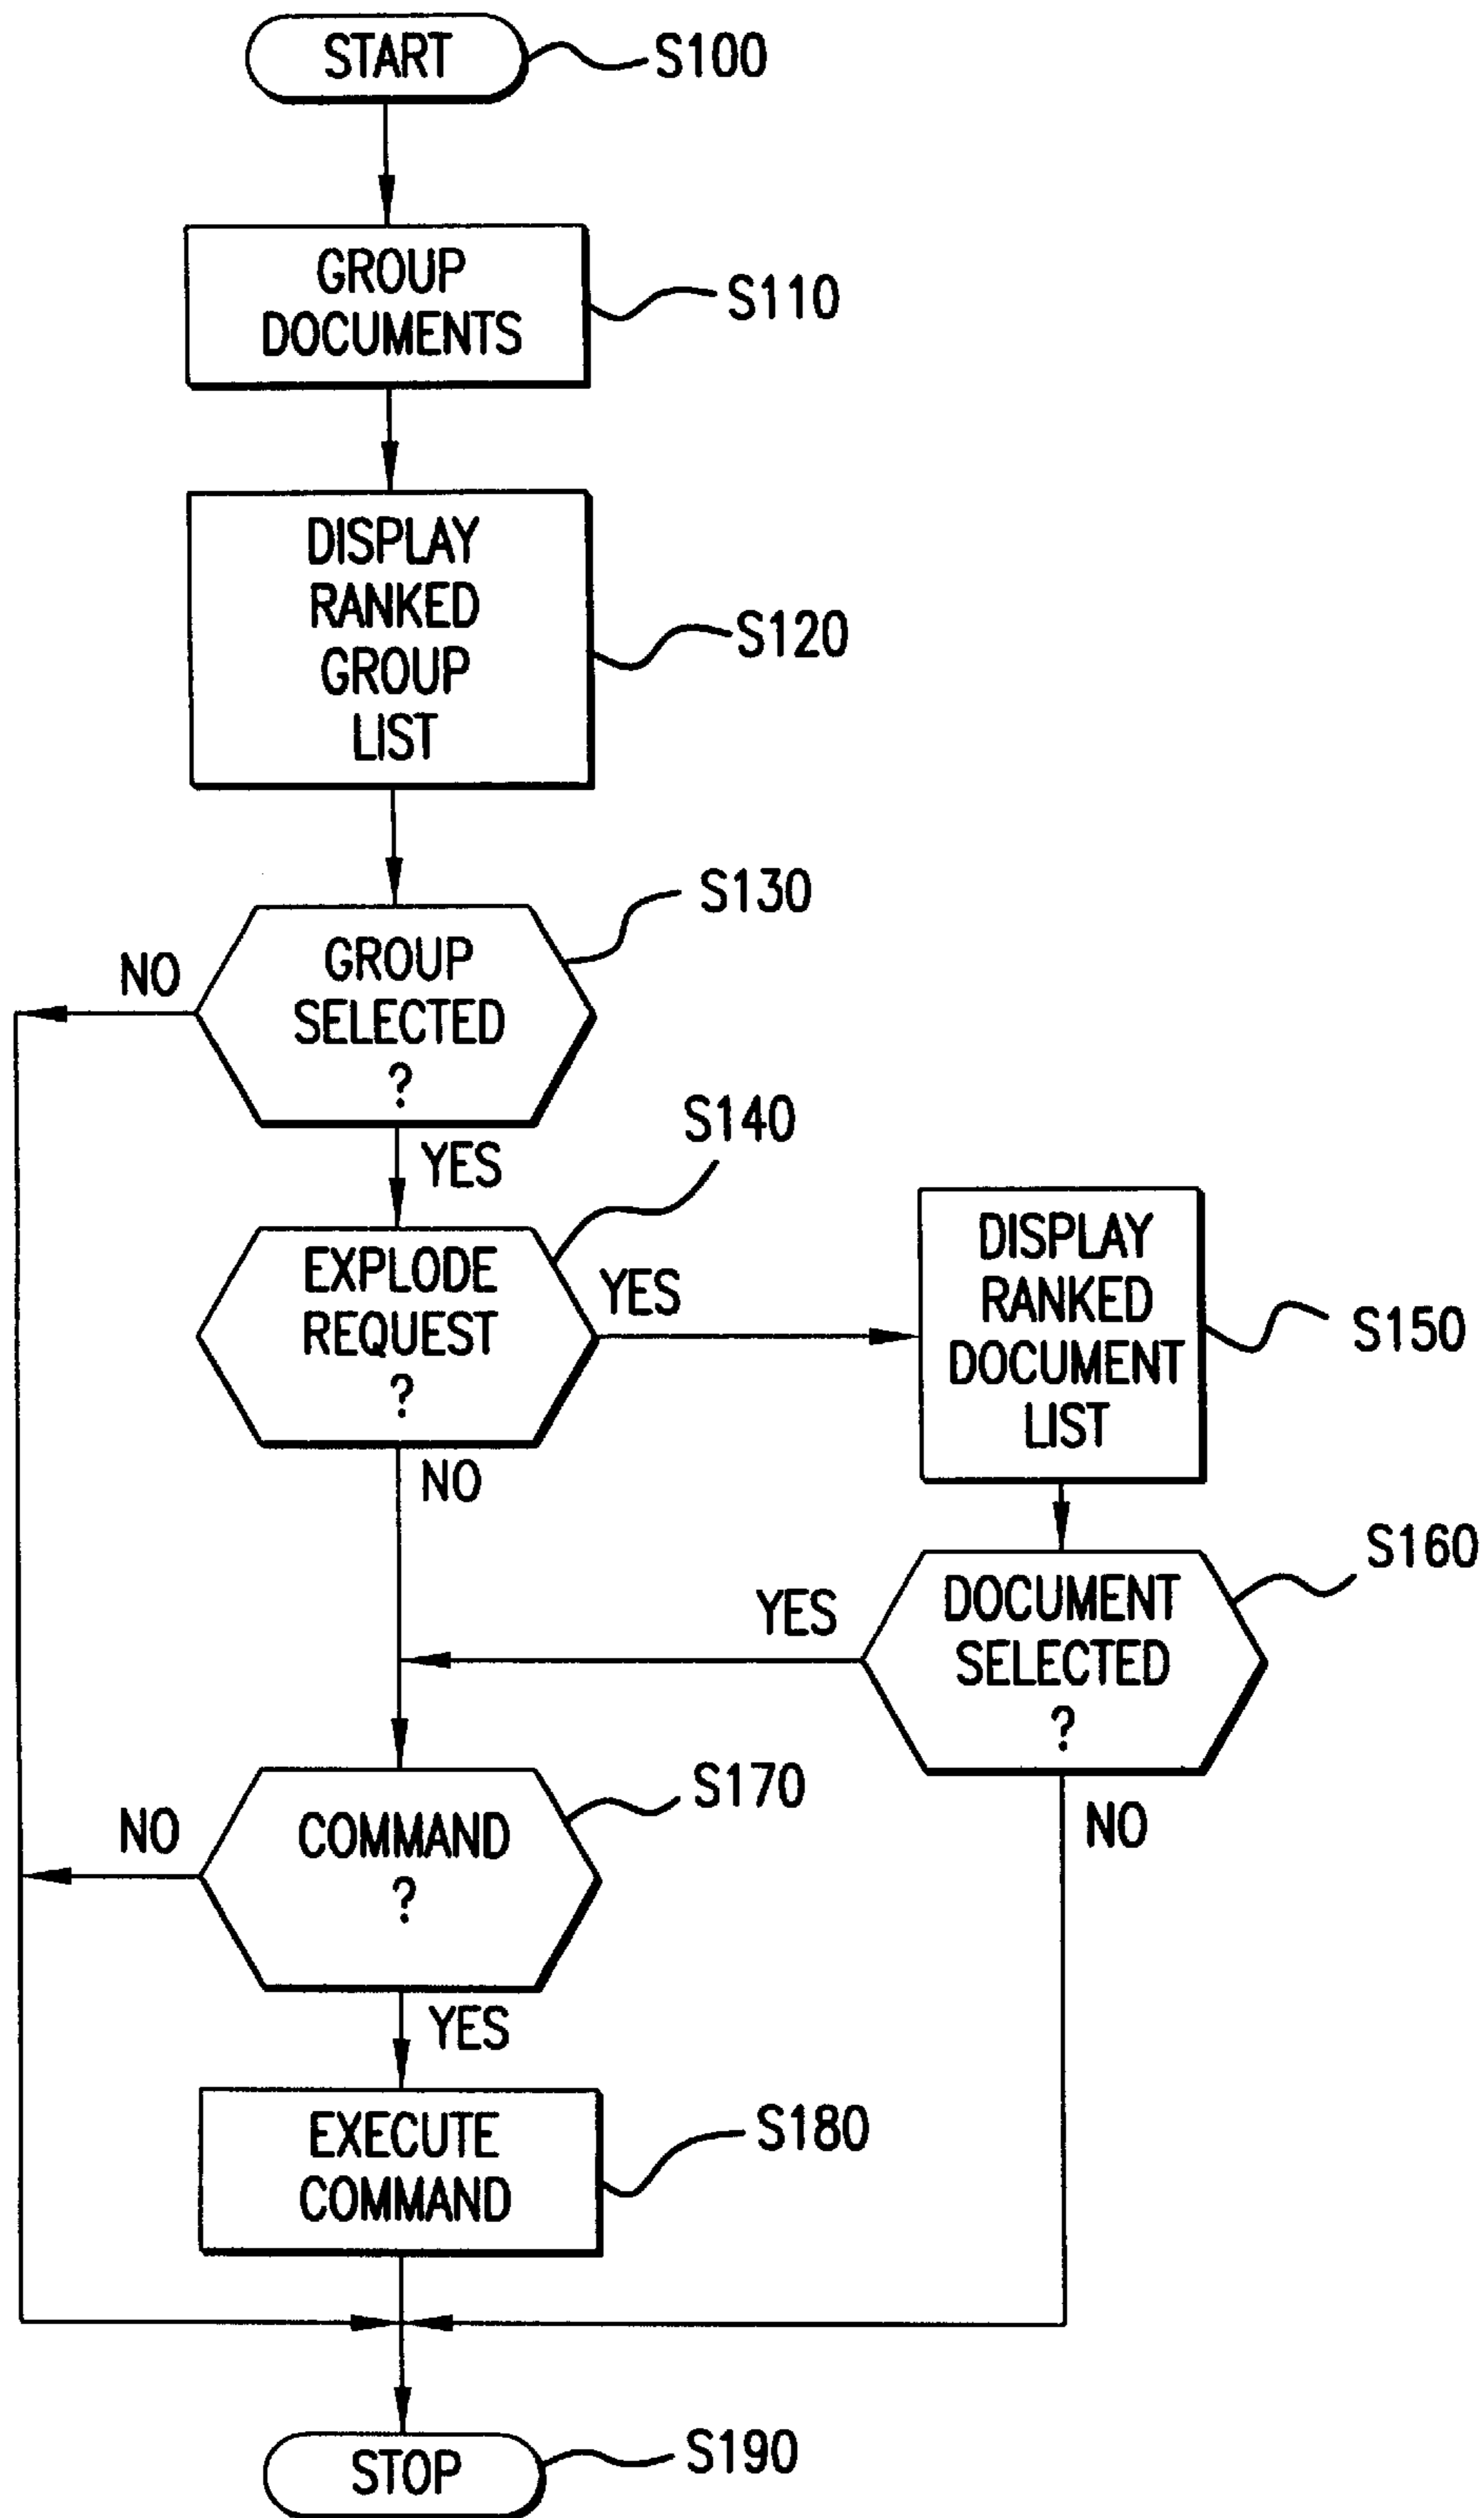 START
S100
GROUP
DOCUMENTS
S110
DISPLAY
RANKED
GROUP
LIST
S120
S130
GROUP
SELECTED
?
NO
YES
S140
EXPLODE
REQUEST
?
YES
NO
DISPLAY
RANKED
DOCUMENT
LIST
S150
S160
DOCUMENT
SELECTED
?
YES
NO
S170
COMMAND
?
NO
YES
EXECUTE
COMMAND
S180
STOP
S190